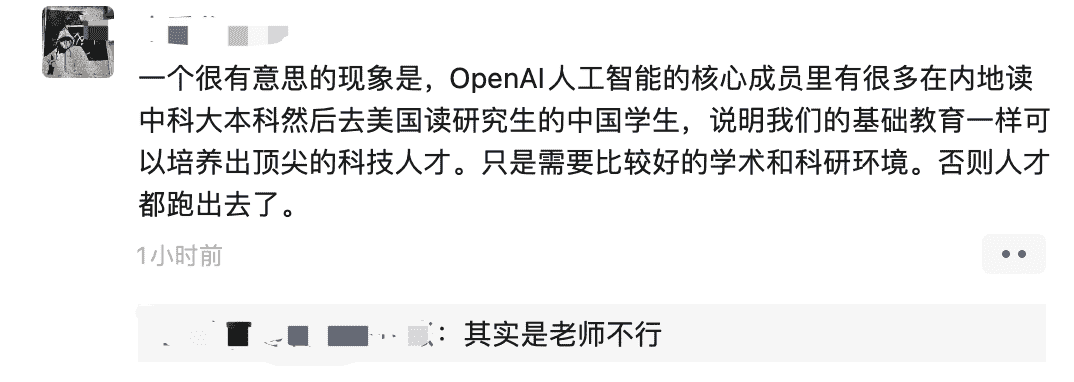 一个很有意思的现象是，OpenAI人工智能的核心成员里有很多在内地读
中科大本科然后去美国读研究生的中国学生，说明我们的基础教育一样可
以培养出顶尖的科技人才。只是需要比较好的学术和科研环境。否则人才
都跑出去了。
1小时前
：其实是老师不行